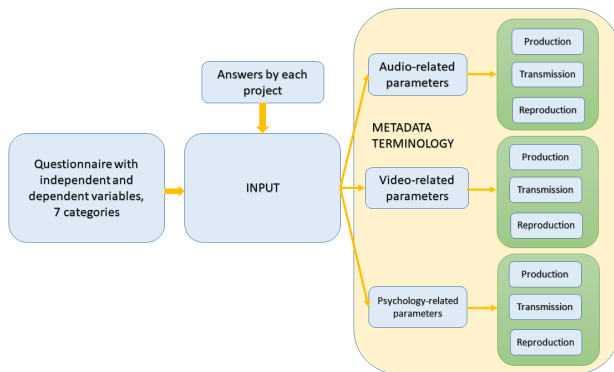 Questionnaire with
independent and
dependent variables,
7 categories
Answers by each
project
INPUT
METADATA
TERMINOLOGY
Audio-related
parameters
Production
Transmission
Reproduction
Video-related
parameters
Production
Transmission
Reproduction
Psychology-related
parameters
Production
Transmission
Reproduction